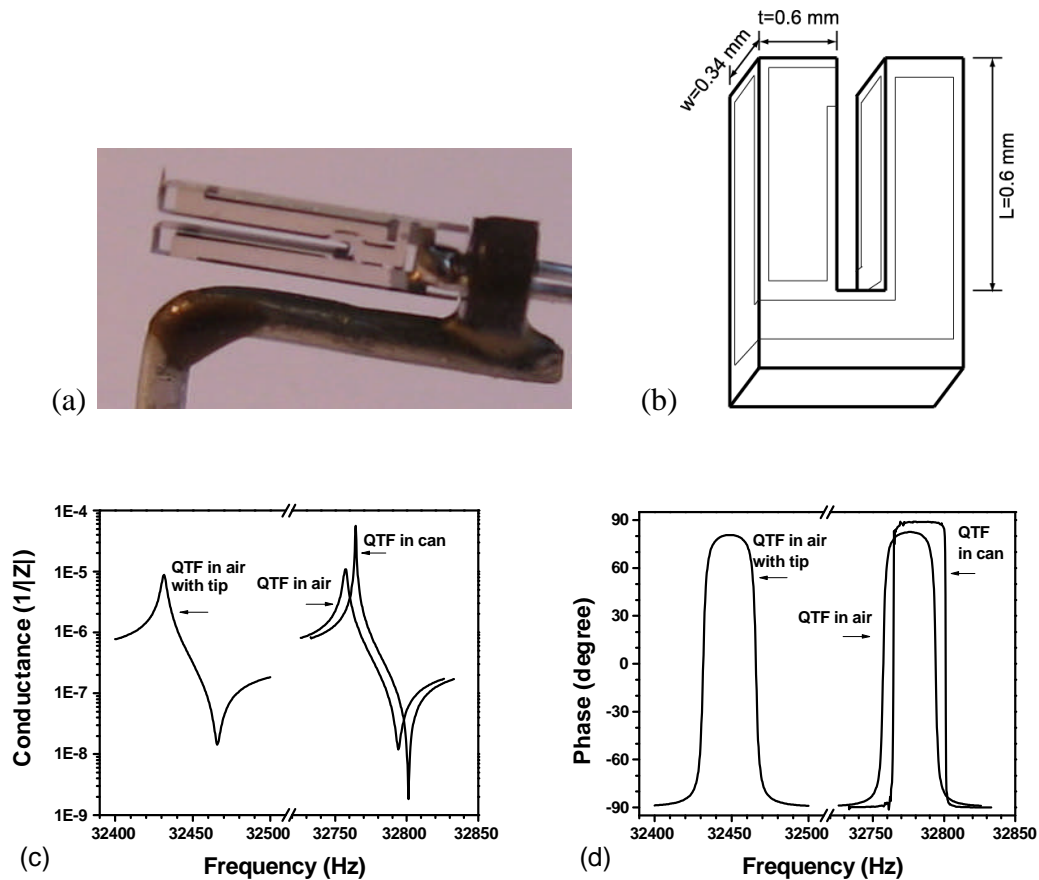 t=0.6 mm
w=0.34 mm
L=0.6 mm
(a)
(b)
1E-4
1E-5
1E-6
1E-7
1E-8
1E-9
Conductance (1/|Z|)
QTF in air
with tip
QTF in air
QTF in can
32400
32450
32500
32750
32800
32850
Frequency (Hz)
(c)
90
60
30
0
-30
-60
-90
Phase (degree)
QTF in air
with tip
QTF in air
QTF
in can
32400
32450
32500
32750
32800
32850
Frequency (Hz)
(d)